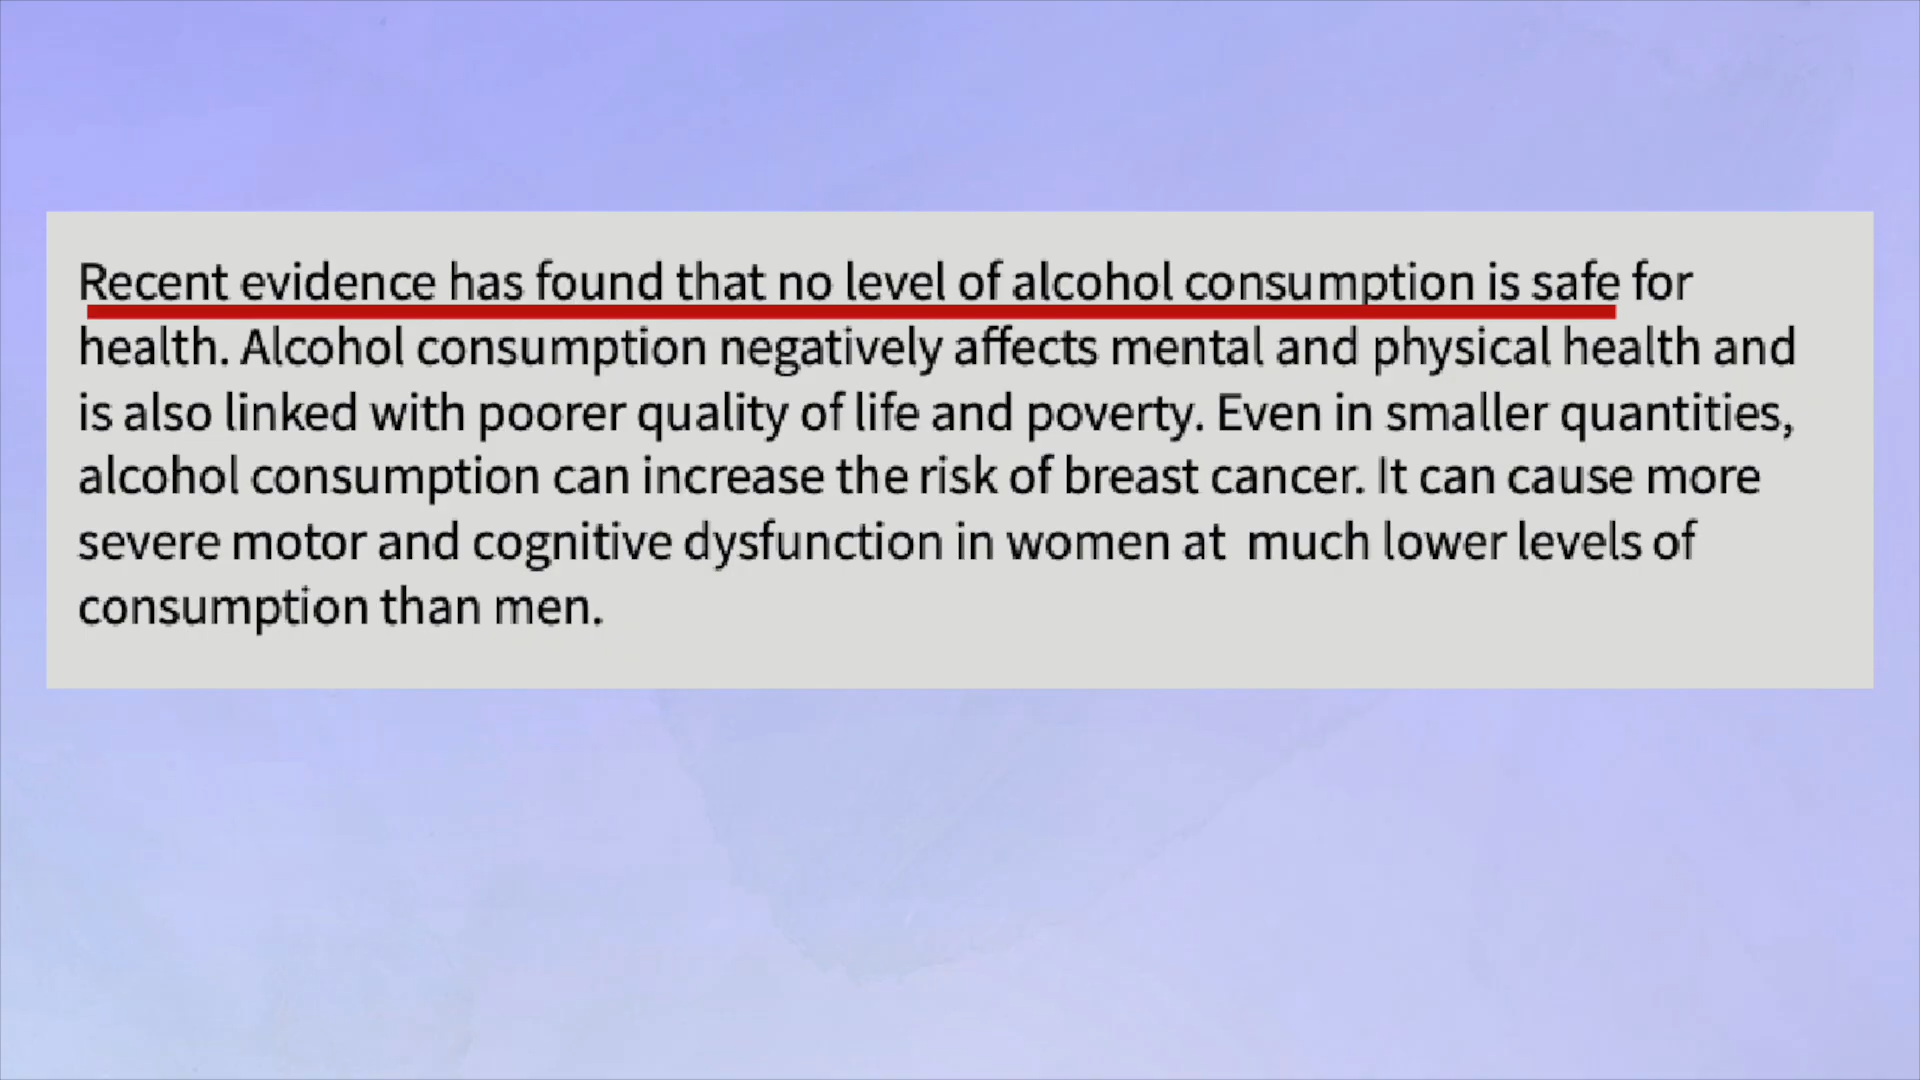 Recent evidence has found that no level of alcohol consumption is safe for
health. Alcohol consumption negatively affects mental and physical health and
is also linked with poorer quality of life and poverty. Even in smaller quantities,
alcohol consumption can increase the risk of breast cancer. It can cause more
severe motor and cognitive dysfunction in women at much lower levels of
consumption than men.